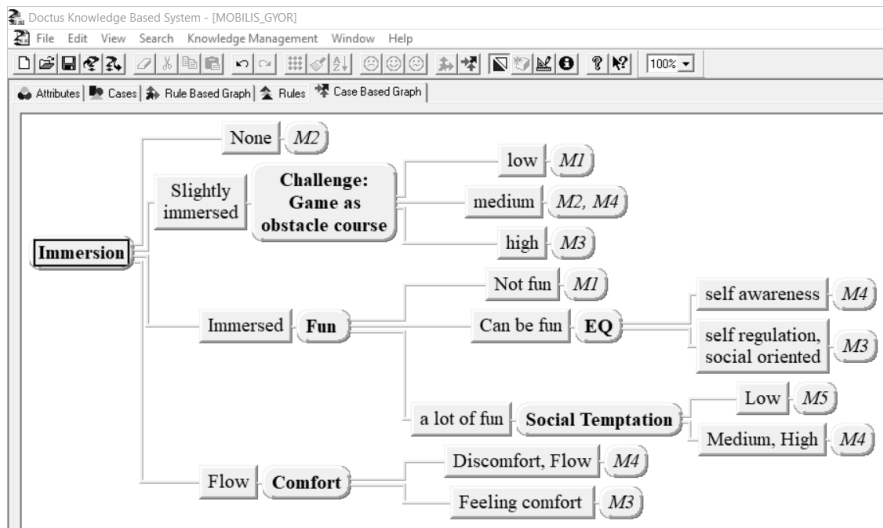 Doctus Knowledge Based System - [MOBILIS_GYOR]
File Edit View Search Knowledge Management Window Help
100%
Attributes Cases Rule Based Graph Rules Case Based Graph
None M2
Slightly
immersed
Challenge:
Game as
obstacle course
low M1
medium M2, M4
high M3
Immersion
Immersed Fun
Not fun M1
Can be fun EQ
self awareness M4
self regulation,
social oriented
M3
a lot of fun Social Temptation
Low M5
Medium, High M4
Flow Comfort
Discomfort, Flow M4
Feeling comfort M3